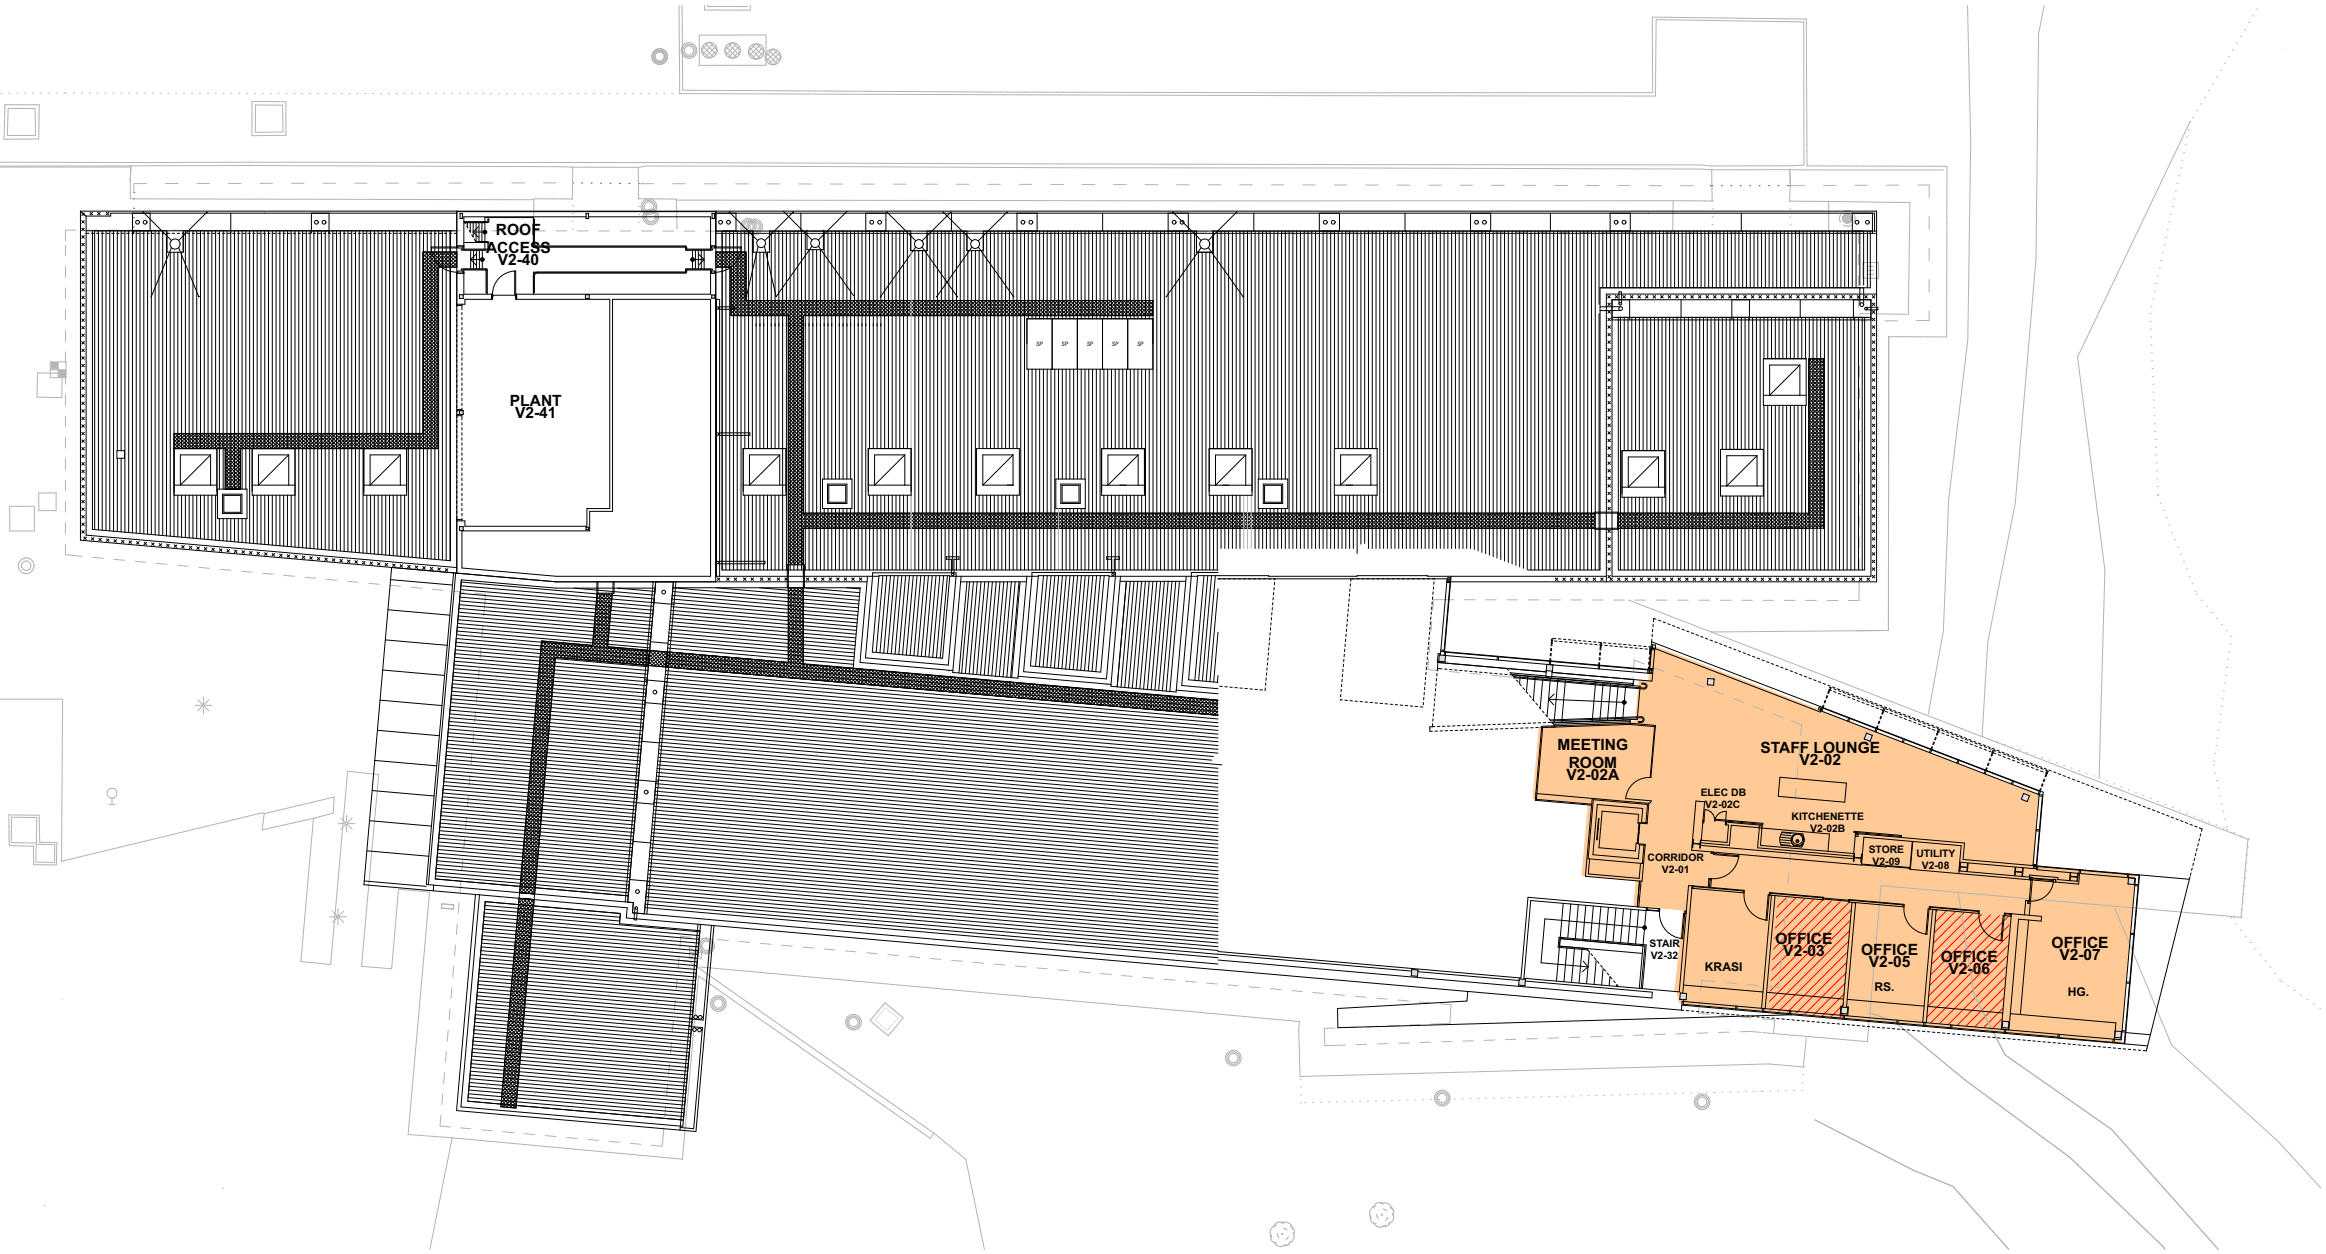 ROOF
ACCESS
V2-40
PLANT
V2-41
SP SP SP SP SP
MEETING
ROOM
V2-02A
STAFF LOUNGE
V2-02
ELEC DB
V2-02C
KITCHENETTE
V2-02B
STORE
V2-09
UTILITY
V2-08
CORRIDOR
V2-01
STAIR
V2-32
KRASI
OFFICE
V2-03
OFFICE
V2-05
RS.
OFFICE
V2-06
OFFICE
V2-07
HG.